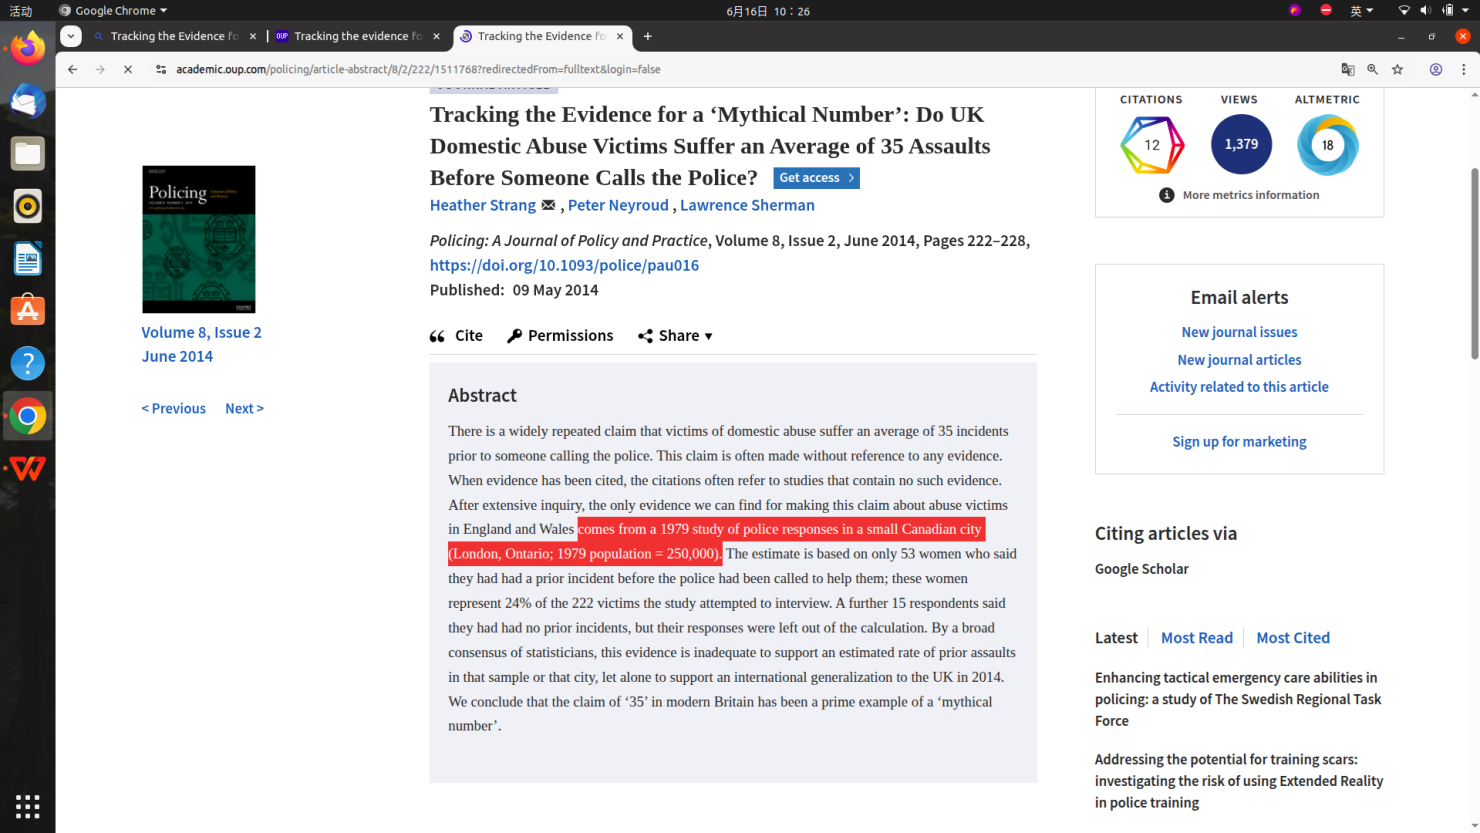 活动
Google Chrome
6月16日 10：26
英
Tracking the Evidence fo
Tracking the evidence fo
Tracking the Evidence fo
academic.oup.com/policing/article-abstract/8/2/222/1511768?redirectedFrom=fulltext&login=false
Policing
Volume 8, Issue 2
June 2014
< Previous Next >
JOURNAL ARTICLE
Tracking the Evidence for a ‘Mythical Number’: Do UK
Domestic Abuse Victims Suffer an Average of 35 Assaults
Before Someone Calls the Police? Get access
Heather Strang , Peter Neyroud , Lawrence Sherman
Policing: A Journal of Policy and Practice, Volume 8, Issue 2, June 2014, Pages 222–228,
https://doi.org/10.1093/police/pau016
Published: 09 May 2014
Cite Permissions Share
Abstract
There is a widely repeated claim that victims of domestic abuse suffer an average of 35 incidents
prior to someone calling the police. This claim is often made without reference to any evidence.
When evidence has been cited, the citations often refer to studies that contain no such evidence.
After extensive inquiry, the only evidence we can find for making this claim about abuse victims
in England and Wales comes from a 1979 study of police responses in a small Canadian city
(London, Ontario; 1979 population = 250,000). The estimate is based on only 53 women who said
they had had a prior incident before the police had been called to help them; these women
represent 24% of the 222 victims the study attempted to interview. A further 15 respondents said
they had had no prior incidents, but their responses were left out of the calculation. By a broad
consensus of statisticians, this evidence is inadequate to support an estimated rate of prior assaults
in that sample or that city, let alone to support an international generalization to the UK in 2014.
We conclude that the claim of ‘35’ in modern Britain has been a prime example of a ‘mythical
number’.
CITATIONS VIEWS ALTMETRIC
12 1,379 18
More metrics information
Email alerts
New journal issues
New journal articles
Activity related to this article
Sign up for marketing
Citing articles via
Google Scholar
Latest Most Read Most Cited
Enhancing tactical emergency care abilities in
policing: a study of The Swedish Regional Task
Force
Addressing the potential for training scars:
investigating the risk of using Extended Reality
in police training